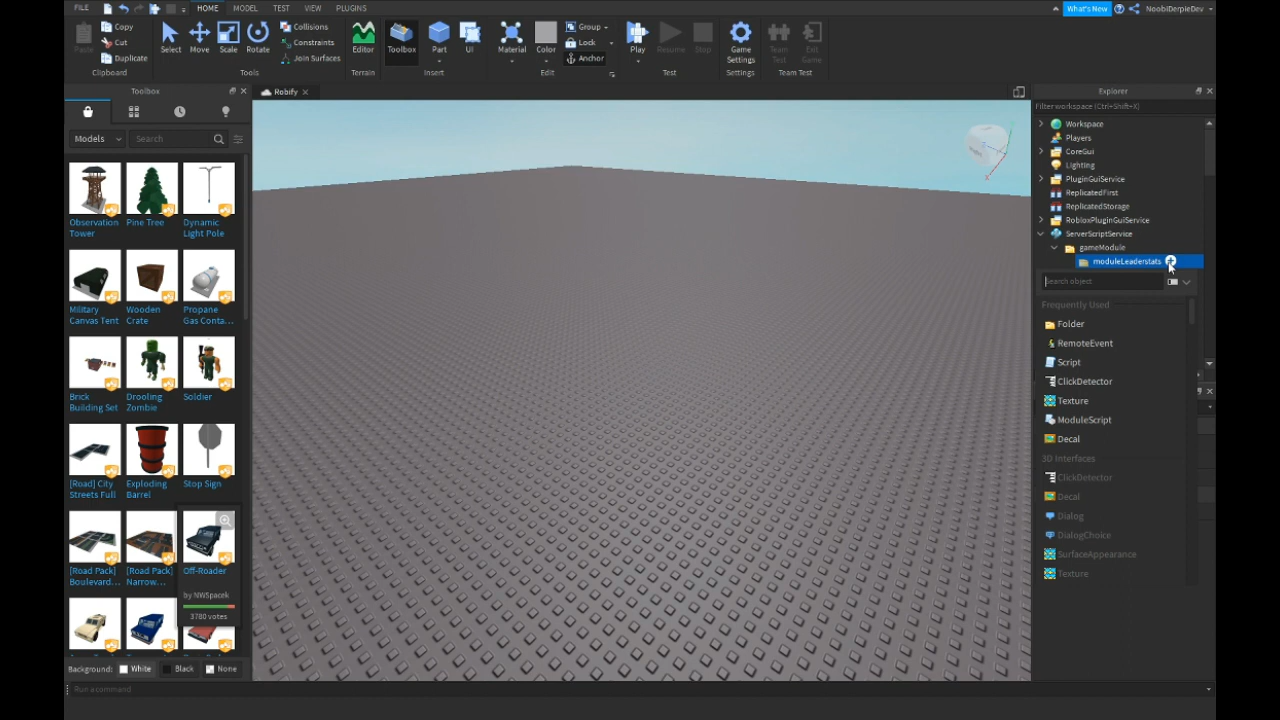 FILE HOME MODEL TEST VIEW PLUGINS What's New NoobiDerpieDev
Paste Copy Cut Duplicate Select Move Scale Rotate Collisions Constraints Join Surfaces Editor Toolbox Part UI Material Color Group Lock Anchor Play Resume Stop Game Settings Team Test Exit Game
Clipboard Tools Terrain Insert Edit Test Settings Team Test
Toolbox
Robify
Explorer
Filter workspace (Ctrl+Shift+X)
Models Search
Workspace
Players
CoreGui
Lighting
PluginGuiService
ReplicatedFirst
ReplicatedStorage
RobloxPluginGuiService
ServerScriptService
gameModule
moduleLeaderstats
Search object
Frequently Used
Folder
RemoteEvent
Script
ClickDetector
Texture
ModuleScript
Decal
3D Interfaces
ClickDetector
Decal
Dialog
DialogChoice
SurfaceAppearance
Texture
Observation Tower
Pine Tree
Dynamic Light Pole
Military Canvas Tent
Wooden Crate
Propane Gas Conta...
Brick Building Set
Drooling Zombie
Soldier
[Road] City Streets Full
Exploding Barrel
Stop Sign
[Road Pack] Boulevard...
[Road Pack] Narrow...
Off-Roader
by NWSpacek
3780 votes
Background: White Black None
Run a command